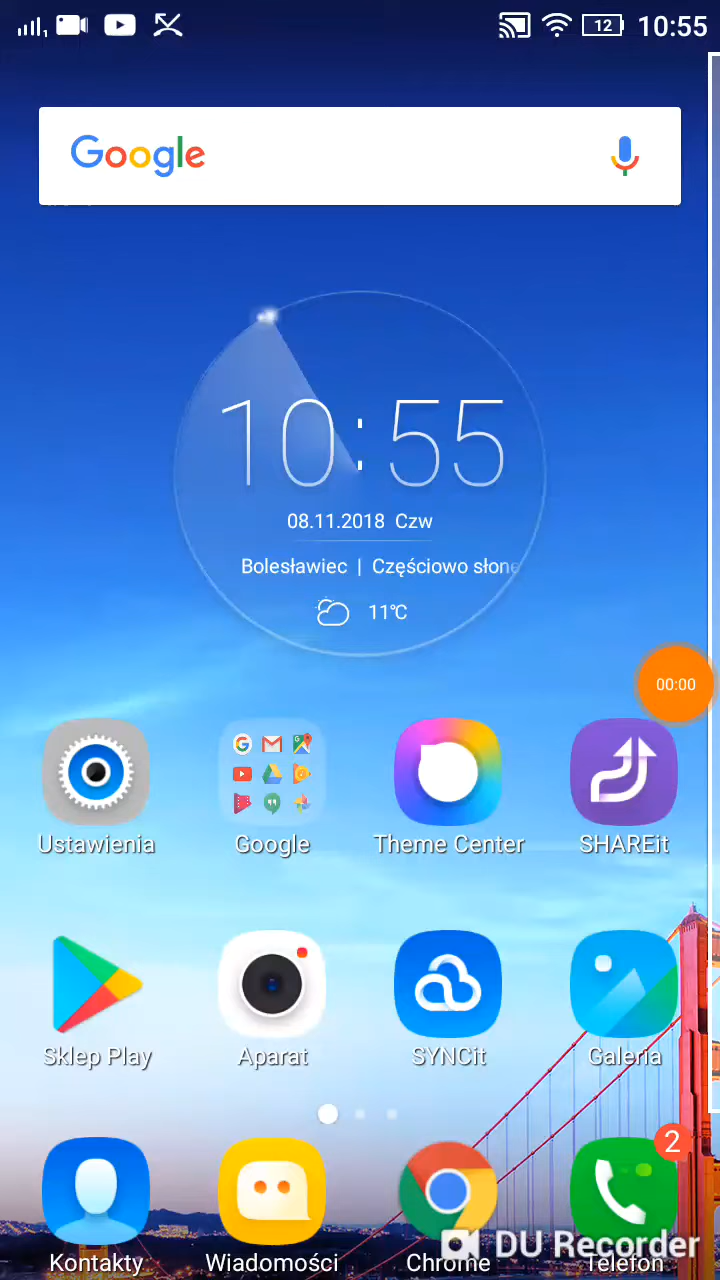 12 10:55
Google
10:55
08.11.2018 Czw
Bolesławiec | Częściowo słone
11°C
00:00
Ustawienia Google Theme Center SHAREit
Sklep Play Aparat SYNCit Galeria
2
DU Recorder
Kontakty Wiadomości Chrome Telefon